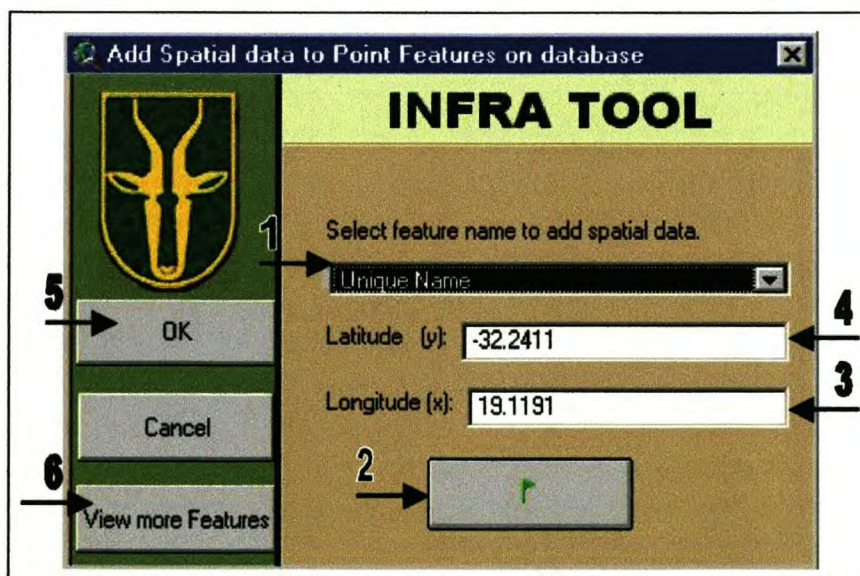 Add Spatial data to Point Features on database
INFRA TOOL
1
Select feature name to add spatial data.
Unique Name
5
OK
Latitude (y): -32.2411
4
Longitude (x): 19.1191
3
Cancel
2
6
View more Features